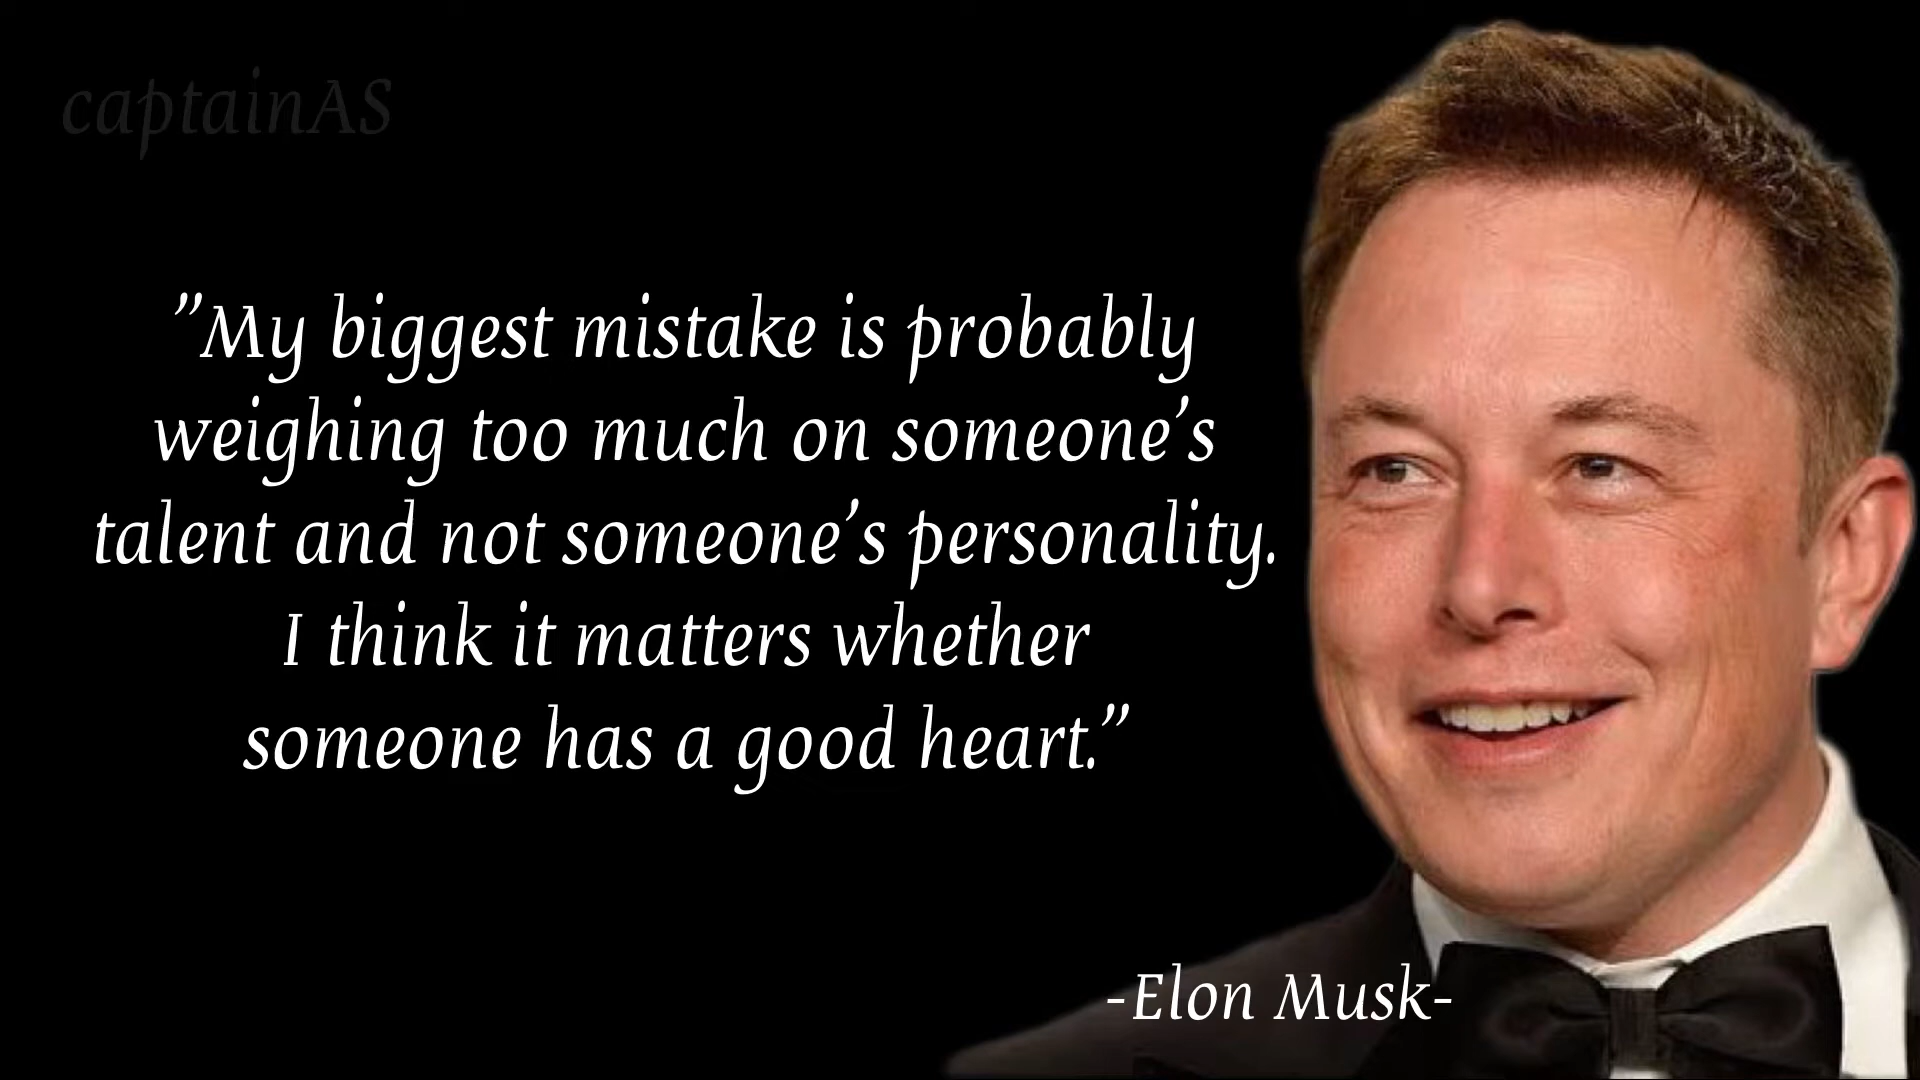 captainAS
”My biggest mistake is probably
weighing too much on someone’s
talent and not someone’s personality.
I think it matters whether
someone has a good heart.”
-Elon Musk-